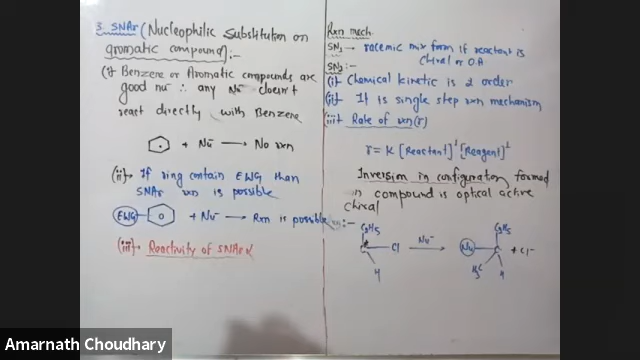 3. SNAr (Nucleophilic Substitution on
aromatic compound) :-
(i) Benzene or Aromatic compounds are
good nu- ∴ any Nu- doesn't
react directly with Benzene
+ Nu- → No rxn
(ii) → If ring contain EWG than
SNAr rxn is possible
EWG + Nu- → Rxn is possible
(iii) → Reactivity of SNAr ∝
Rxn mech.
SN1 → racemic mix form if reactant is
chiral or O.A
SN2 :-
(i) Chemical kinetic is 2 order
(ii) → It is single step rxn mechanism
(iii) → Rate of rxn (r)
r = K [Reactant]1 [Reagent]1
Inversion in configuration formed
in compound is optical active
chiral
C2H5
C Cl
H
Nu-
C2H5
Nu C + Cl-
H3C H
Amarnath Choudhary